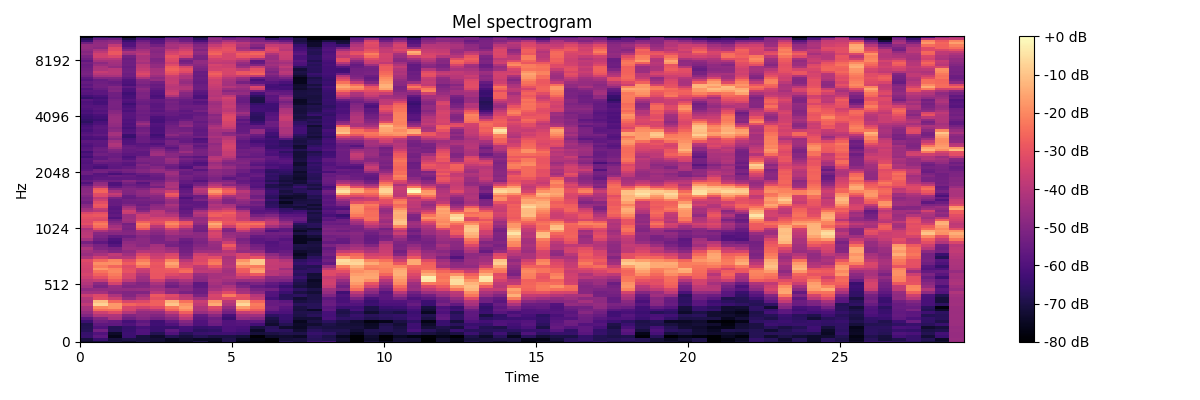 Mel spectrogram
8192
4096
2048
1024
512
0
Hz
0 5 10 15 20 25
Time
+0 dB
-10 dB
-20 dB
-30 dB
-40 dB
-50 dB
-60 dB
-70 dB
-80 dB